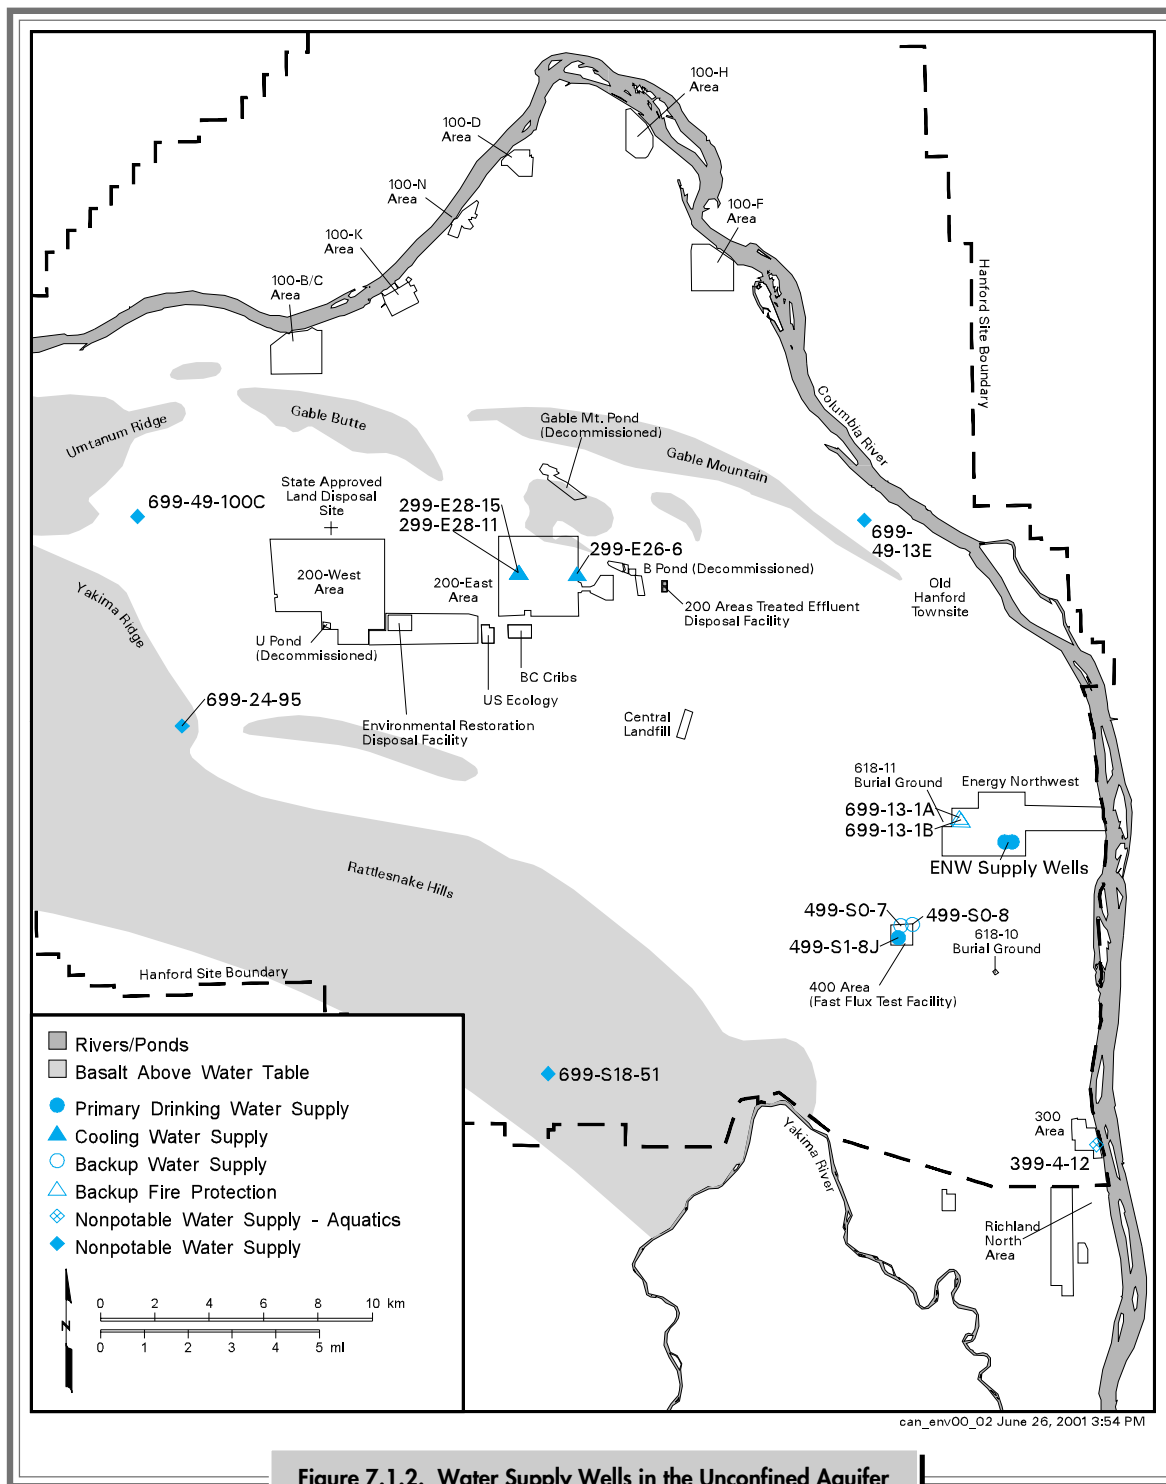 100-H
Area
100-D
Area
100-N
Area
100-F
Area
100-K
Area
100-B/C
Area
Hanford Site Boundary
Columbia River
Umtanum Ridge
Gable Butte
Gable Mt. Pond
(Decommissioned)
Gable Mountain
State Approved
Land Disposal
Site
699-49-100C
299-E28-15
299-E28-11
699-
49-13E
299-E26-6
B Pond (Decommissioned)
200-West
Area
200-East
Area
Old
Hanford
Townsite
200 Areas Treated Effluent
Disposal Facility
Yakima Ridge
U Pond
(Decommissioned)
BC Cribs
US Ecology
699-24-95
Environmental Restoration
Disposal Facility
Central
Landfill
618-11
Burial Ground
Energy Northwest
699-13-1A
699-13-1B
ENW Supply Wells
Rattlesnake Hills
499-S0-7
499-S0-8
499-S1-8J
618-10
Burial Ground
400 Area
(Fast Flux Test Facility)
Hanford Site Boundary
699-S18-51
Yakima River
300
Area
399-4-12
Richland
North
Area
Rivers/Ponds
Basalt Above Water Table
Primary Drinking Water Supply
Cooling Water Supply
Backup Water Supply
Backup Fire Protection
Nonpotable Water Supply - Aquatics
Nonpotable Water Supply
N
0 2 4 6 8 10 km
0 1 2 3 4 5 mI
can_env00_02 June 26, 2001 3:54 PM
Figure 7.1.2. Water Supply Wells in the Unconfined Aquifer